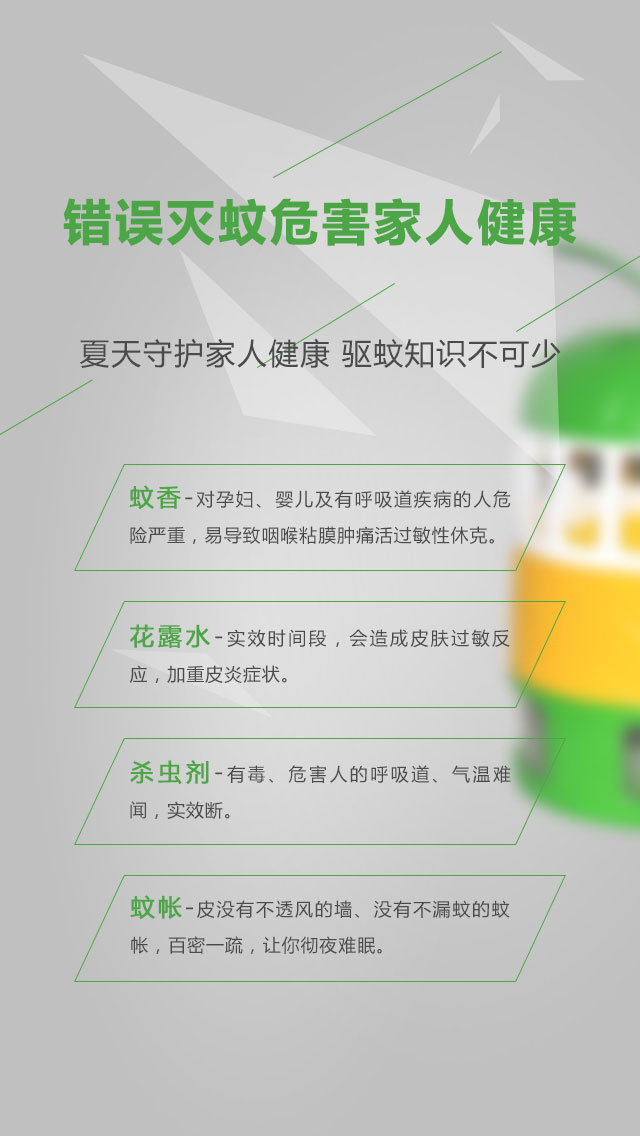 错误灭蚊危害家人健康
夏天守护家人健康 驱蚊知识不可少
蚊香-对孕妇、婴儿及有呼吸道疾病的人危
险严重，易导致咽喉粘膜肿痛活过敏性休克。
花露水-实效时间段，会造成皮肤过敏反
应，加重皮炎症状。
杀虫剂-有毒、危害人的呼吸道、气温难
闻，实效断。
蚊帐-皮没有不透风的墙、没有不漏蚊的蚊
帐，百密一疏，让你彻夜难眠。